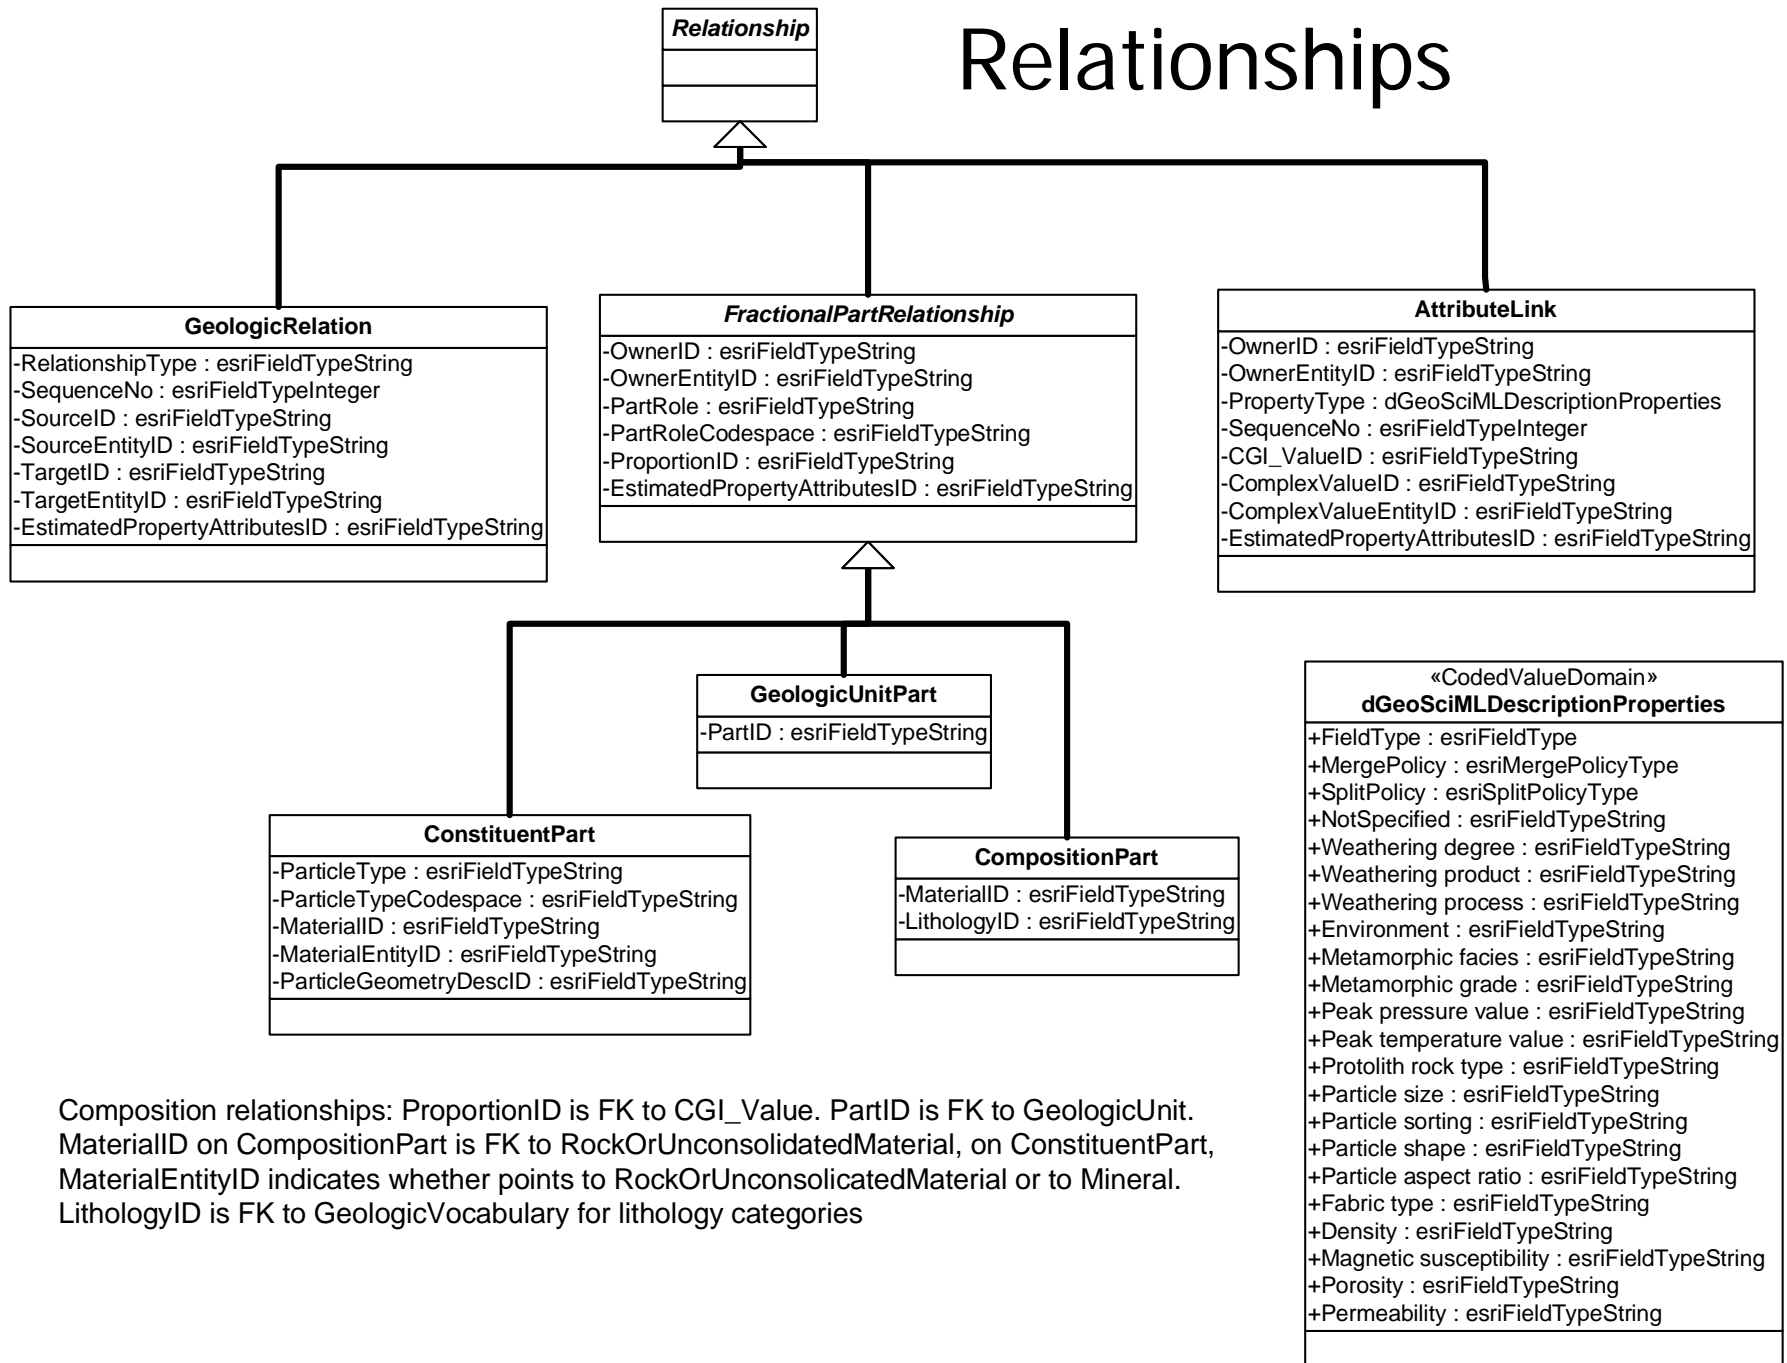 Relationship
Relationships
GeologicRelation
-RelationshipType : esriFieldTypeString
-SequenceNo : esriFieldTypeInteger
-SourceID : esriFieldTypeString
-SourceEntityID : esriFieldTypeString
-TargetID : esriFieldTypeString
-TargetEntityID : esriFieldTypeString
-EstimatedPropertyAttributesID : esriFieldTypeString
FractionalPartRelationship
-OwnerID : esriFieldTypeString
-OwnerEntityID : esriFieldTypeString
-PartRole : esriFieldTypeString
-PartRoleCodespace : esriFieldTypeString
-ProportionID : esriFieldTypeString
-EstimatedPropertyAttributesID : esriFieldTypeString
AttributeLink
-OwnerID : esriFieldTypeString
-OwnerEntityID : esriFieldTypeString
-PropertyType : dGeoSciMLDescriptionProperties
-SequenceNo : esriFieldTypeInteger
-CGI_ValueID : esriFieldTypeString
-ComplexValueID : esriFieldTypeString
-ComplexValueEntityID : esriFieldTypeString
-EstimatedPropertyAttributesID : esriFieldTypeString
GeologicUnitPart
-PartID : esriFieldTypeString
ConstituentPart
-ParticleType : esriFieldTypeString
-ParticleTypeCodespace : esriFieldTypeString
-MaterialID : esriFieldTypeString
-MaterialEntityID : esriFieldTypeString
-ParticleGeometryDescID : esriFieldTypeString
CompositionPart
-MaterialID : esriFieldTypeString
-LithologyID : esriFieldTypeString
«CodedValueDomain»
dGeoSciMLDescriptionProperties
+FieldType : esriFieldType
+MergePolicy : esriMergePolicyType
+SplitPolicy : esriSplitPolicyType
+NotSpecified : esriFieldTypeString
+Weathering degree : esriFieldTypeString
+Weathering product : esriFieldTypeString
+Weathering process : esriFieldTypeString
+Environment : esriFieldTypeString
+Metamorphic facies : esriFieldTypeString
+Metamorphic grade : esriFieldTypeString
+Peak pressure value : esriFieldTypeString
+Peak temperature value : esriFieldTypeString
+Protolith rock type : esriFieldTypeString
+Particle size : esriFieldTypeString
+Particle sorting : esriFieldTypeString
+Particle shape : esriFieldTypeString
+Particle aspect ratio : esriFieldTypeString
+Fabric type : esriFieldTypeString
+Density : esriFieldTypeString
+Magnetic susceptibility : esriFieldTypeString
+Porosity : esriFieldTypeString
+Permeability : esriFieldTypeString
Composition relationships: ProportionID is FK to CGI_Value. PartID is FK to GeologicUnit.
MaterialID on CompositionPart is FK to RockOrUnconsolidatedMaterial, on ConstituentPart,
MaterialEntityID indicates whether points to RockOrUnconsolicatedMaterial or to Mineral.
LithologyID is FK to GeologicVocabulary for lithology categories